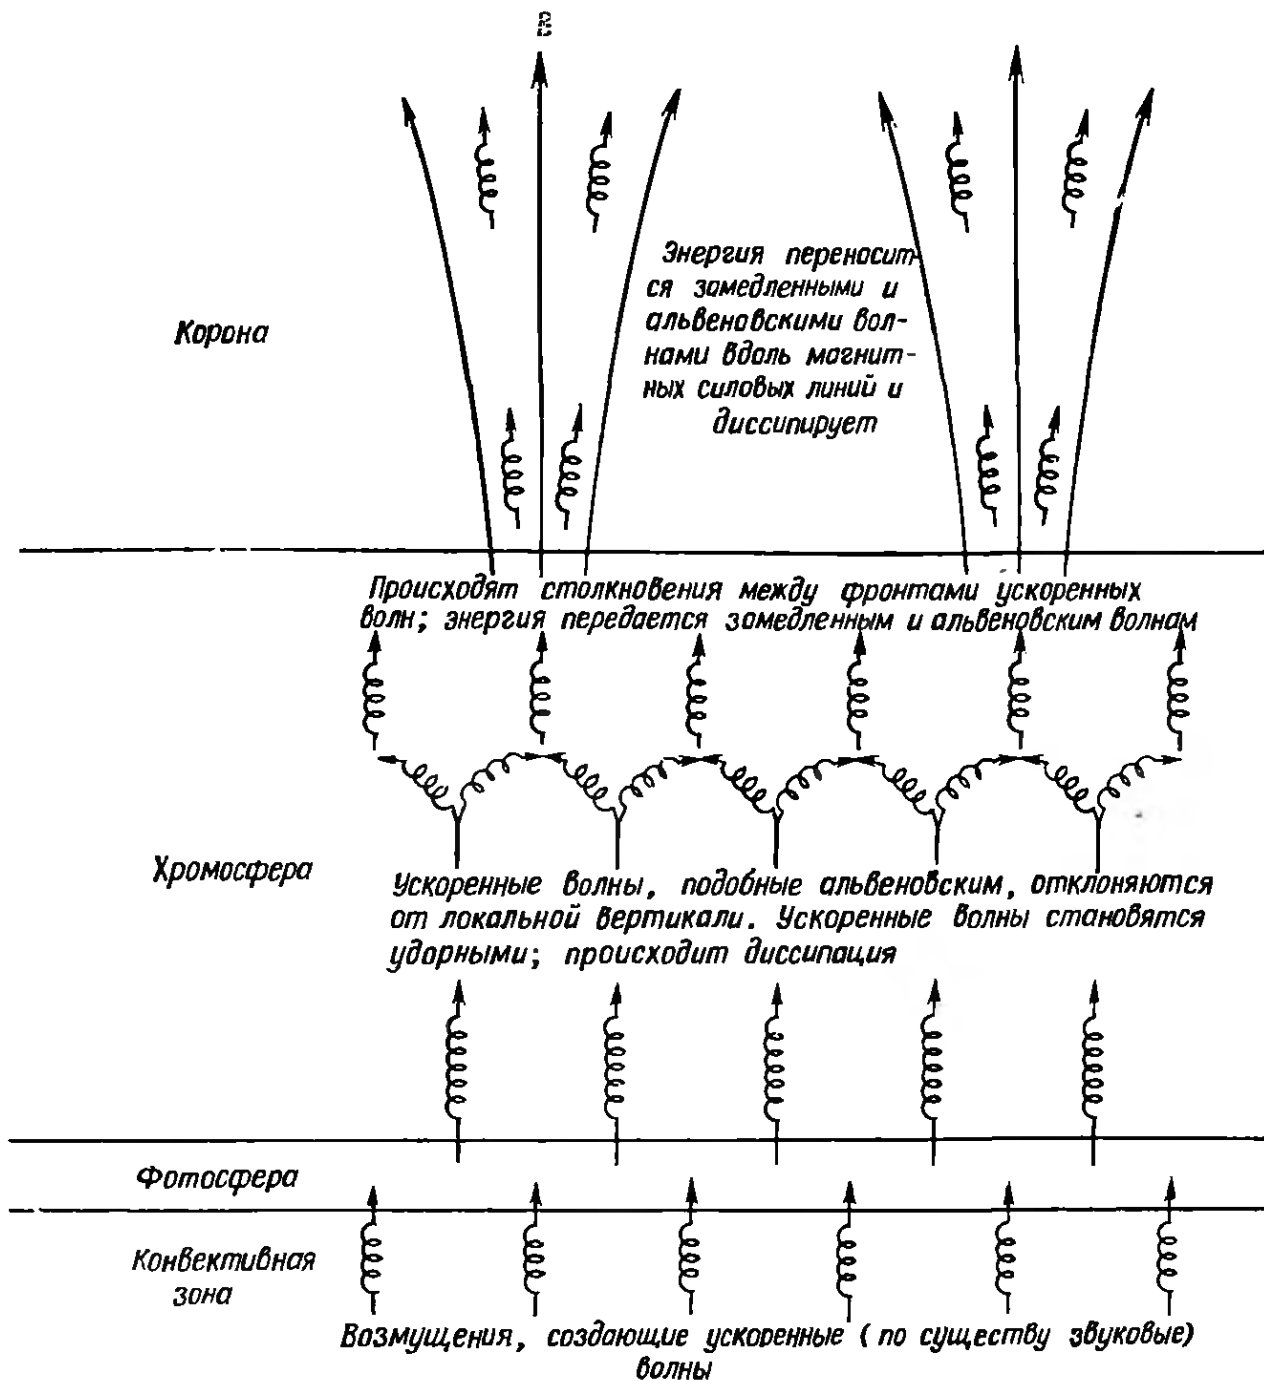 B
Энергия переносит-
ся замедленными и
альвеновскими вол-
нами вдоль магнит-
ных силовых линий и
диссипирует
Корона
Происходят столкновения между фронтами ускоренных
волн; энергия передается замедленным и альвеновским волнам
Хромосфера
Ускоренные волны, подобные альвеновским, отклоняются
от локальной вертикали. Ускоренные волны становятся
ударными; происходит диссипация
Фотосфера
Конвективная
зона
Возмущения, создающие ускоренные (по существу звуковые)
волны